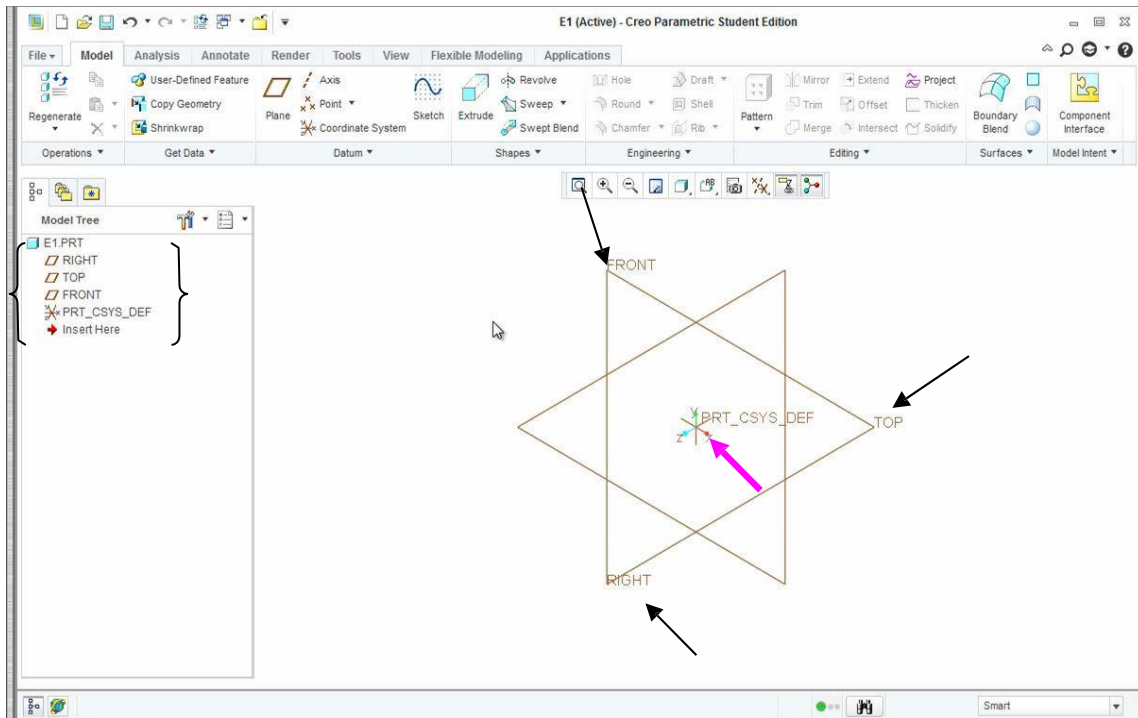 E1 (Active) - Creo Parametric Student Edition
File Model Analysis Annotate Render Tools View Flexible Modeling Applications
Regenerate
User-Defined Feature
Copy Geometry
Shrinkwrap
Plane
Axis
Point
Coordinate System
Sketch
Extrude
Revolve
Sweep
Swept Blend
Hole
Round
Chamfer
Draft
Shell
Rib
Pattern
Mirror
Trim
Merge
Extend
Offset
Intersect
Project
Thicken
Solidify
Boundary
Blend
Component
Interface
Operations Get Data Datum Shapes Engineering Editing Surfaces Model Intent
Model Tree
E1.PRT
RIGHT
TOP
FRONT
PRT_CSYS_DEF
Insert Here
FRONT
Y
PRT_CSYS_DEF
TOP
Z
X
RIGHT
Smart